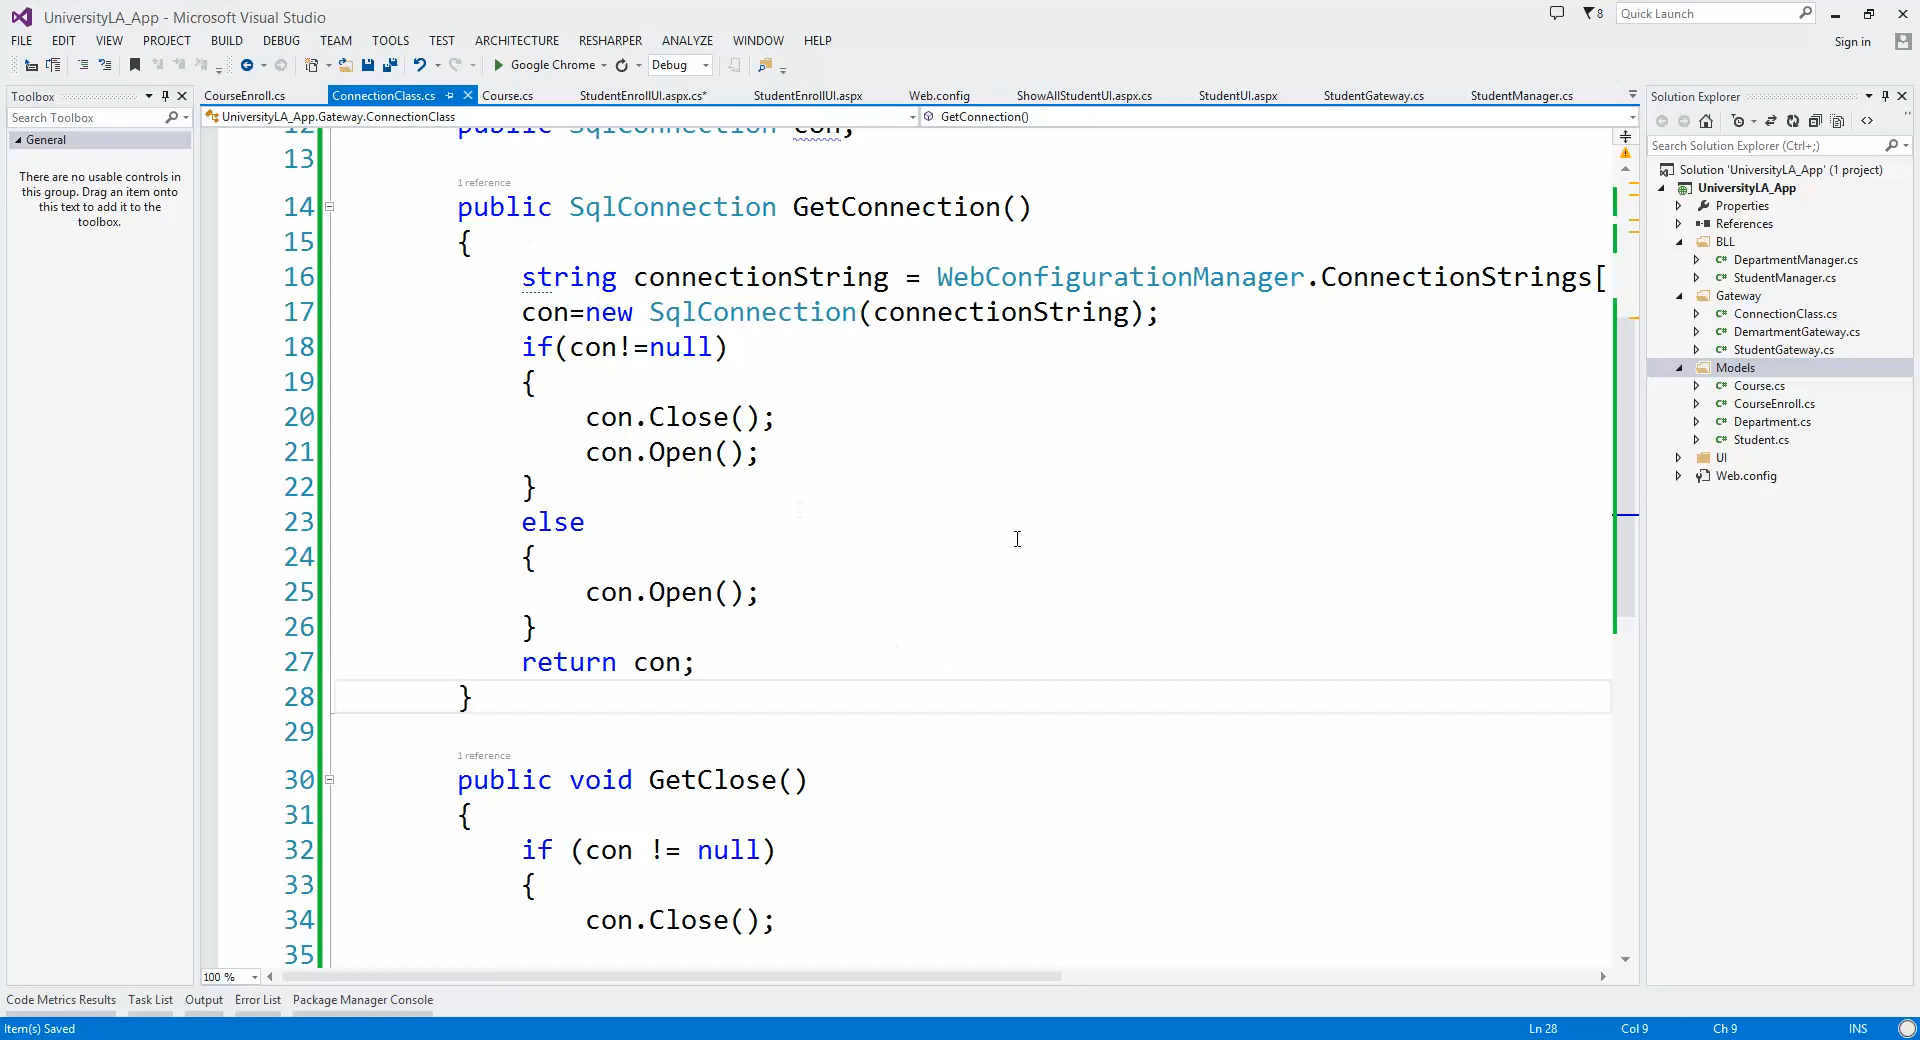 UniversityLA_App - Microsoft Visual Studio
8
Quick Launch
FILE EDIT VIEW PROJECT BUILD DEBUG TEAM TOOLS TEST ARCHITECTURE RESHARPER ANALYZE WINDOW HELP
Sign in
Google Chrome
Debug
Toolbox
Search Toolbox
General
There are no usable controls in
this group. Drag an item onto
this text to add it to the
toolbox.
CourseEnroll.cs ConnectionClass.cs Course.cs StudentEnrollUI.aspx.cs* StudentEnrollUI.aspx Web.config ShowAllStudentUI.aspx.cs StudentUI.aspx StudentGateway.cs StudentManager.cs
UniversityLA_App.Gateway.ConnectionClass
GetConnection()
12 public SqlConnection con;
13
1 reference
14 public SqlConnection GetConnection()
15 {
16 string connectionString = WebConfigurationManager.ConnectionStrings[
17 con=new SqlConnection(connectionString);
18 if(con!=null)
19 {
20 con.Close();
21 con.Open();
22 }
23 else
24 {
25 con.Open();
26 }
27 return con;
28 }
29
1 reference
30 public void GetClose()
31 {
32 if (con != null)
33 {
34 con.Close();
35
100 %
Solution Explorer
Search Solution Explorer (Ctrl+;)
Solution 'UniversityLA_App' (1 project)
UniversityLA_App
Properties
References
BLL
DepartmentManager.cs
StudentManager.cs
Gateway
ConnectionClass.cs
DemartmentGateway.cs
StudentGateway.cs
Models
Course.cs
CourseEnroll.cs
Department.cs
Student.cs
UI
Web.config
Code Metrics Results Task List Output Error List Package Manager Console
Item(s) Saved
Ln 28 Col 9 Ch 9 INS